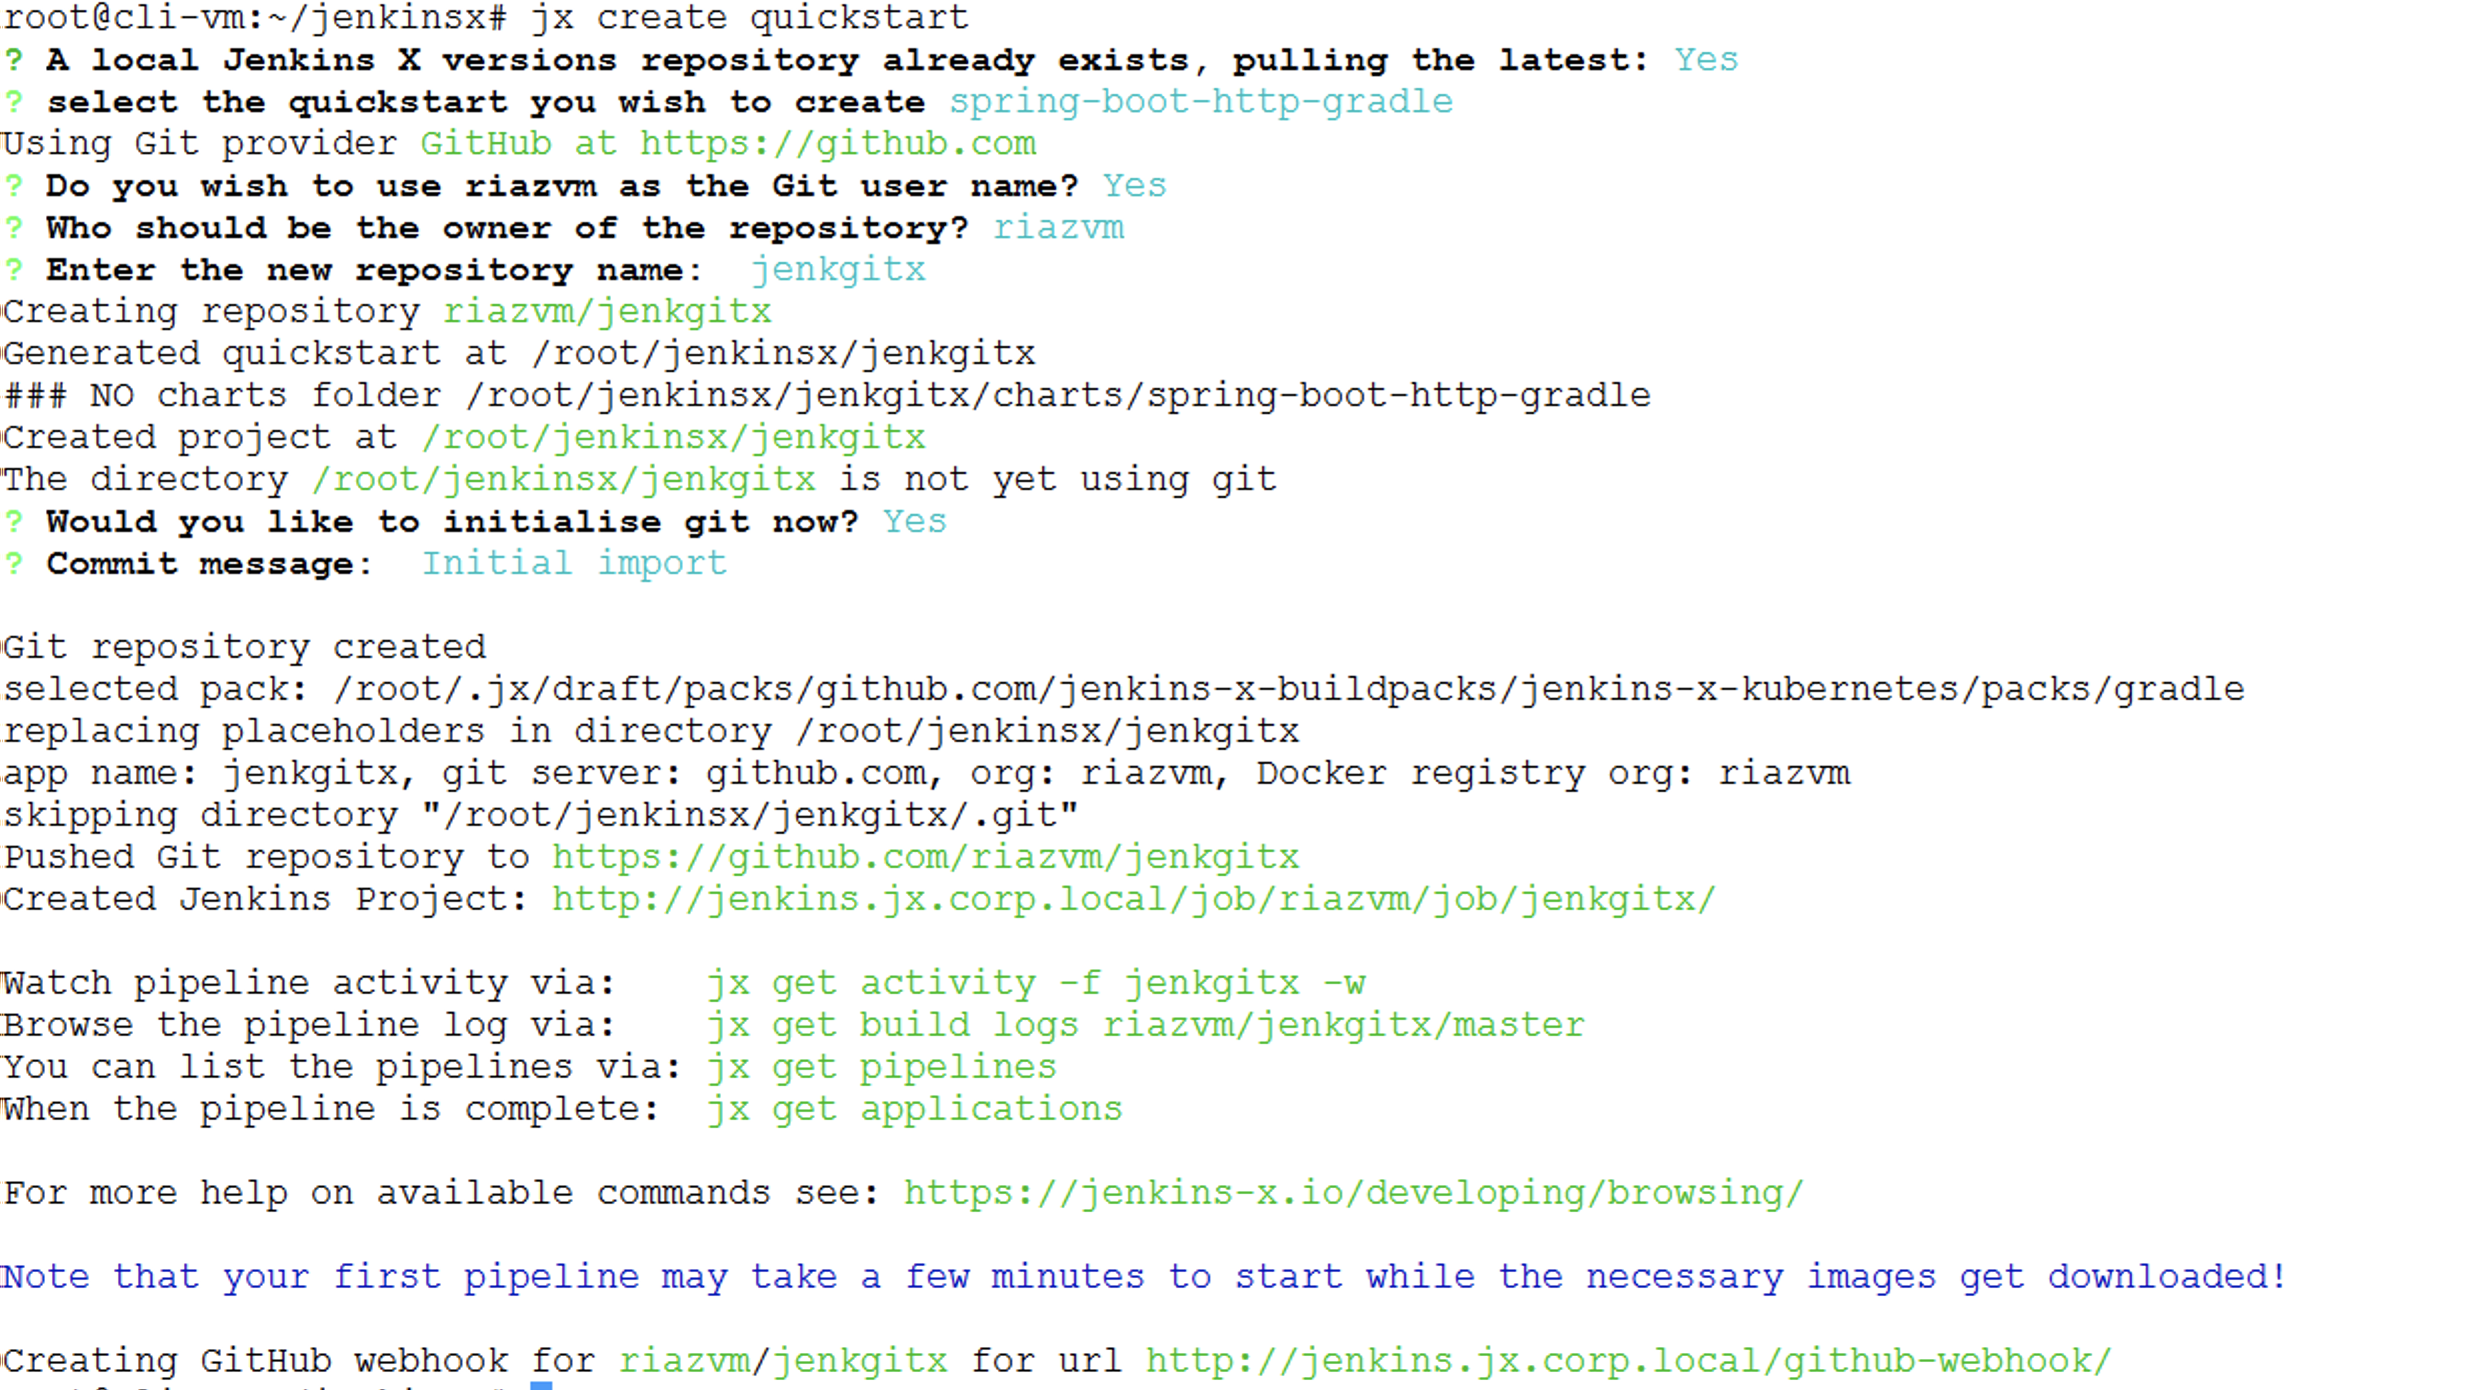 root@cli-vm:~/jenkinsx# jx create quickstart
? A local Jenkins X versions repository already exists, pulling the latest: Yes
? select the quickstart you wish to create spring-boot-http-gradle
Using Git provider GitHub at https://github.com
? Do you wish to use riazvm as the Git user name? Yes
? Who should be the owner of the repository? riazvm
? Enter the new repository name:  jenkgitx
Creating repository riazvm/jenkgitx
Generated quickstart at /root/jenkinsx/jenkgitx
### NO charts folder /root/jenkinsx/jenkgitx/charts/spring-boot-http-gradle
Created project at /root/jenkinsx/jenkgitx
The directory /root/jenkinsx/jenkgitx is not yet using git
? Would you like to initialise git now? Yes
? Commit message:  Initial import
Git repository created
selected pack: /root/.jx/draft/packs/github.com/jenkins-x-buildpacks/jenkins-x-kubernetes/packs/gradle
replacing placeholders in directory /root/jenkinsx/jenkgitx
app name: jenkgitx, git server: github.com, org: riazvm, Docker registry org: riazvm
skipping directory "/root/jenkinsx/jenkgitx/.git"
Pushed Git repository to https://github.com/riazvm/jenkgitx
Created Jenkins Project: http://jenkins.jx.corp.local/job/riazvm/job/jenkgitx/
Watch pipeline activity via:    jx get activity -f jenkgitx -w
Browse the pipeline log via:    jx get build logs riazvm/jenkgitx/master
You can list the pipelines via: jx get pipelines
When the pipeline is complete:  jx get applications
For more help on available commands see: https://jenkins-x.io/developing/browsing/
Note that your first pipeline may take a few minutes to start while the necessary images get downloaded!
Creating GitHub webhook for riazvm/jenkgitx for url http://jenkins.jx.corp.local/github-webhook/